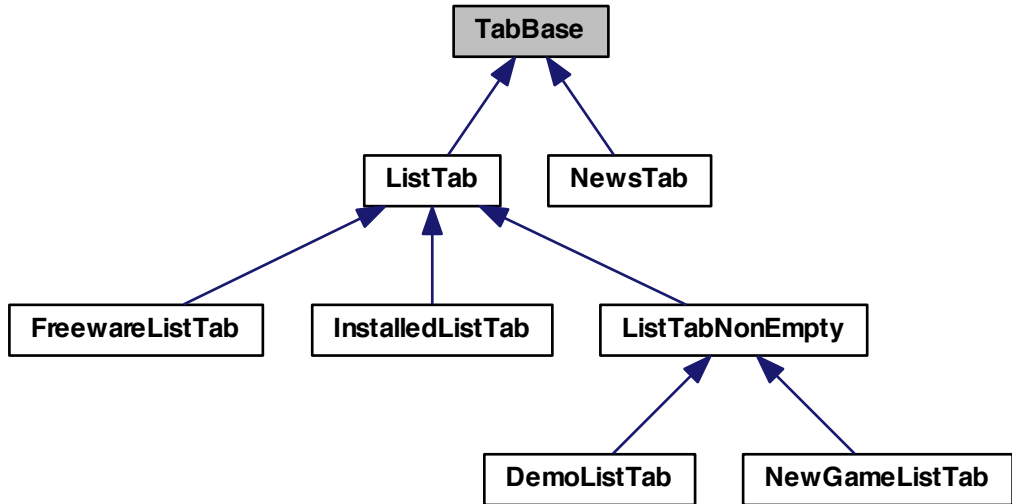 TabBase
ListTab
NewsTab
FreewareListTab
InstalledListTab
ListTabNonEmpty
DemoListTab
NewGameListTab